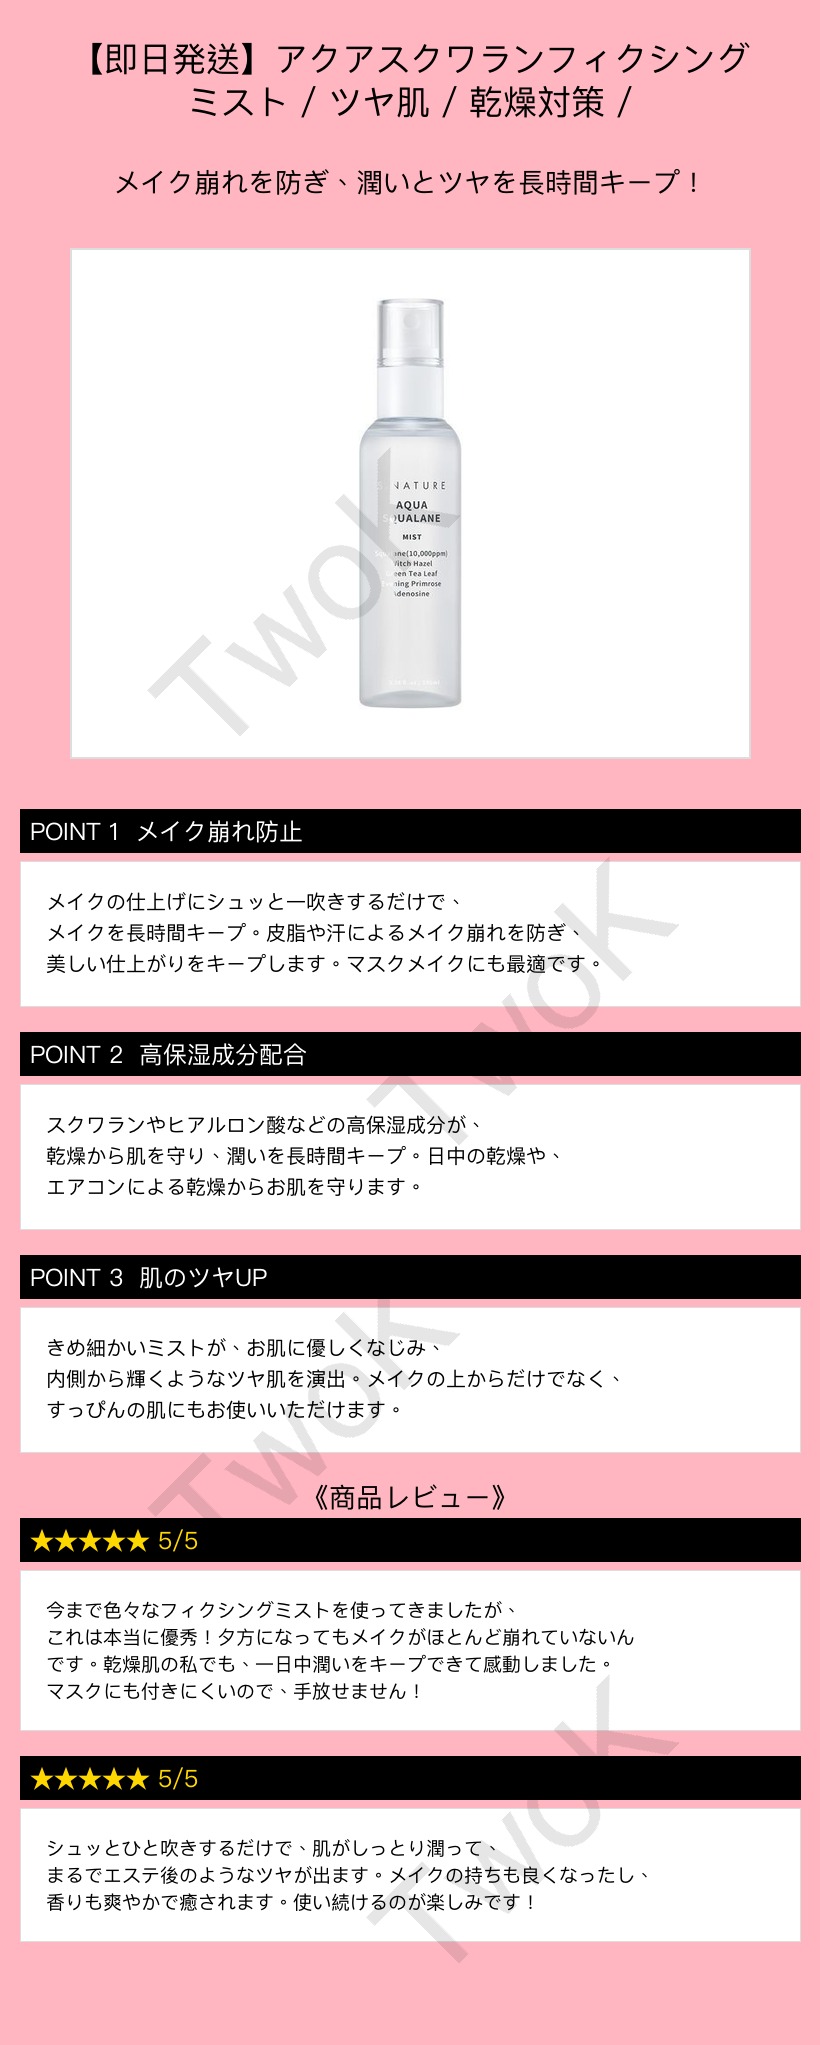 【即日発送】アクアスクワランフィクシング
ミスト / ツヤ肌 / 乾燥対策 /
メイク崩れを防ぎ、潤いとツヤを長時間キープ！
NATURE
AQUA
SQUALANE
MIST
(10,000ppm)
Witch Hazel
Green Tea Leaf
Evening Primrose
Adenosine
TwoK
POINT 1 メイク崩れ防止
メイクの仕上げにシュッと一吹きするだけで、
メイクを長時間キープ。皮脂や汗によるメイク崩れを防ぎ、
美しい仕上がりをキープします。マスクメイクにも最適です。
TwoK
POINT 2 高保湿成分配合
スクワランやヒアルロン酸などの高保湿成分が、
乾燥から肌を守り、潤いを長時間キープ。日中の乾燥や、
エアコンによる乾燥からお肌を守ります。
POINT 3 肌のツヤUP
きめ細かいミストが、お肌に優しくなじみ、
内側から輝くようなツヤ肌を演出。メイクの上からだけでなく、
すっぴんの肌にもお使いいただけます。
TwoK
《商品レビュー》
★★★★★ 5/5
今まで色々なフィクシングミストを使ってきましたが、
これは本当に優秀！夕方になってもメイクがほとんど崩れていないん
です。乾燥肌の私でも、一日中潤いをキープできて感動しました。
マスクにも付きにくいので、手放せません！
★★★★★ 5/5
シュッとひと吹きするだけで、肌がしっとり潤って、
まるでエステ後のようなツヤが出ます。メイクの持ちも良くなったし、
香りも爽やかで癒されます。使い続けるのが楽しみです！
TwoK